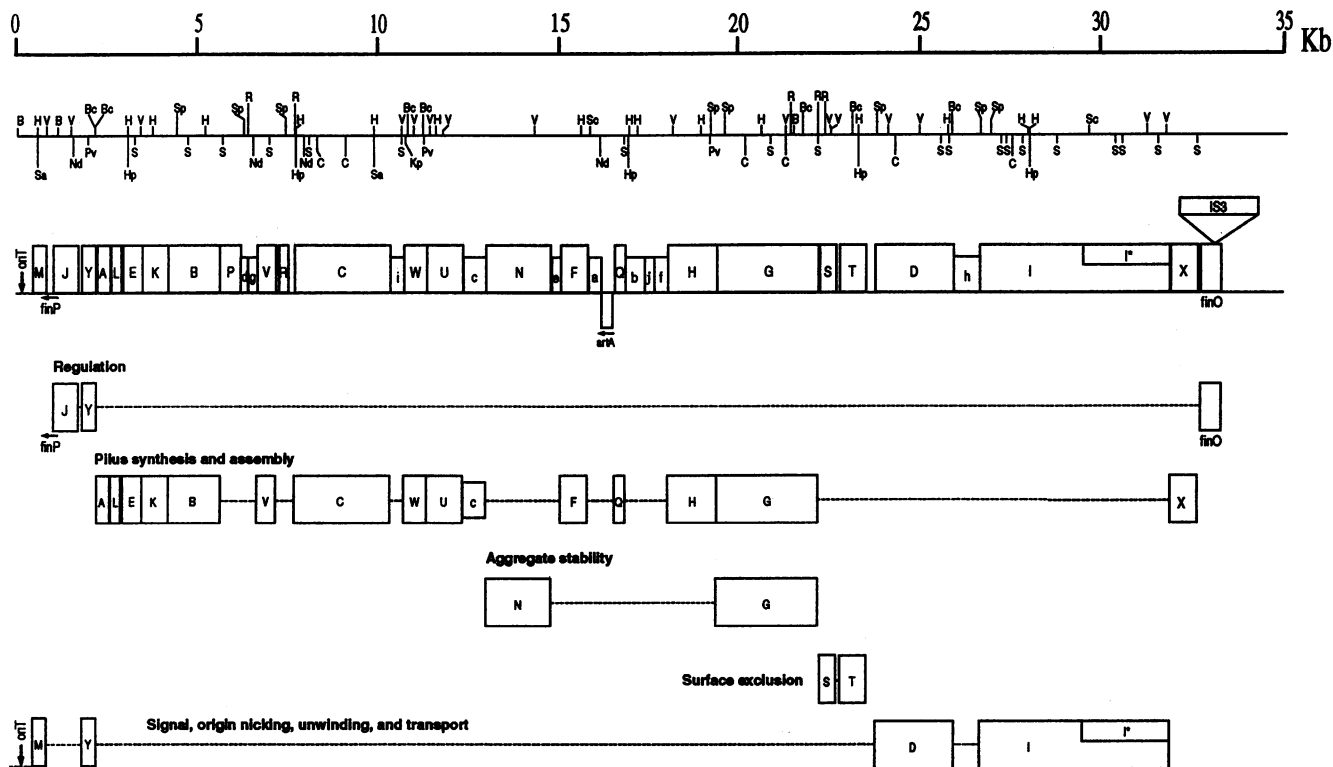 0 5 10 15 20 25 30 35 Kb
R R R RR
B H V B V Bc Bc H V H Sp H Sp Sp H H V Bc V Bc V H V V H Sc H H V H Sp Sp H V B Bc V V Bc H Sp V V H Bc Sp Sp H H Sc V V
Nd Pv S S S Nd S Nd S C C S Kp Pv Nd S Pv C S C S C S S S S C S S S S S S
Sa Hp Hp Sa Hp Hp Hp
IS3
oriT M J Y A L E K B P d g V R C i W U c N e F a Q b j f H G S T D h I I* X
finP artA finO
Regulation
J Y
finP finO
Pilus synthesis and assembly
A L E K B V C W U c F Q H G X
Aggregate stability
N G
Surface exclusion S T
Signal, origin nicking, unwinding, and transport
oriT M Y D I I*